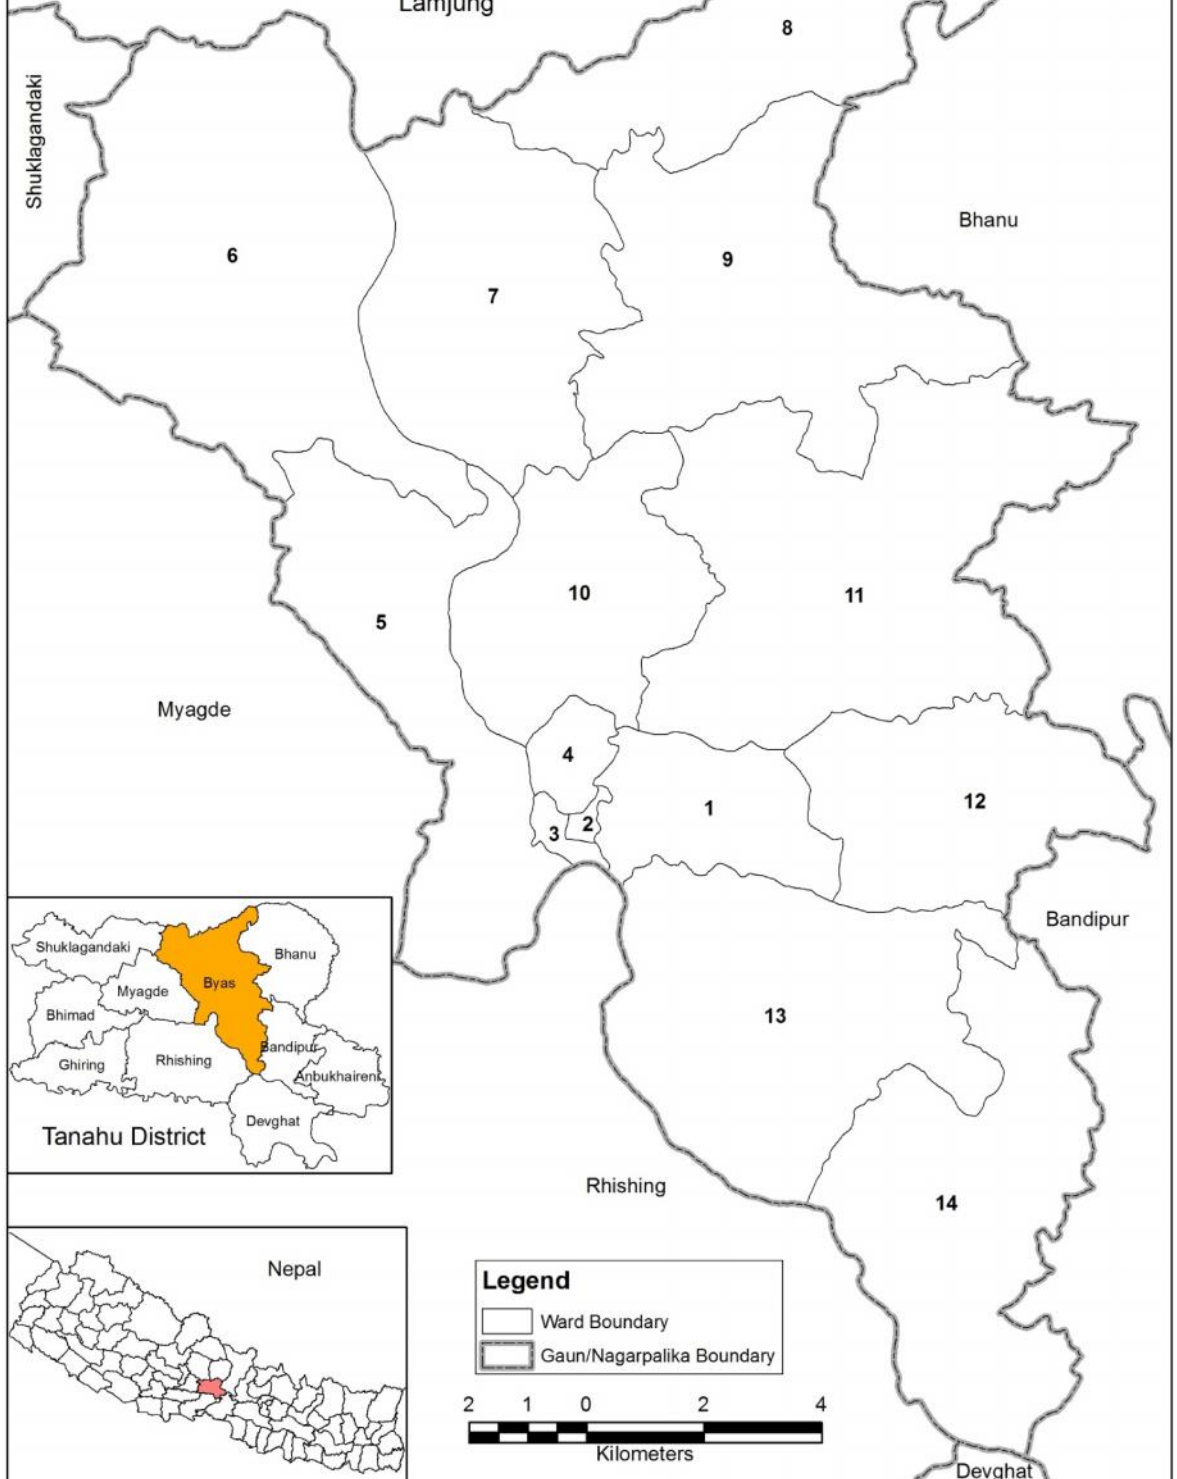 Lamjung
8
Shuklagandaki
Bhanu
6
9
7
10
11
5
Myagde
4
12
1
2
3
Bandipur
13
Rhishing
14
Devghat
Shuklagandaki
Bhanu
Byas
Myagde
Bhimad
Bandipur
Rhishing
Ghiring
Anbukhaireni
Devghat
Tanahu District
Nepal
Legend
Ward Boundary
Gaun/Nagarpalika Boundary
2 1 0 2 4
Kilometers